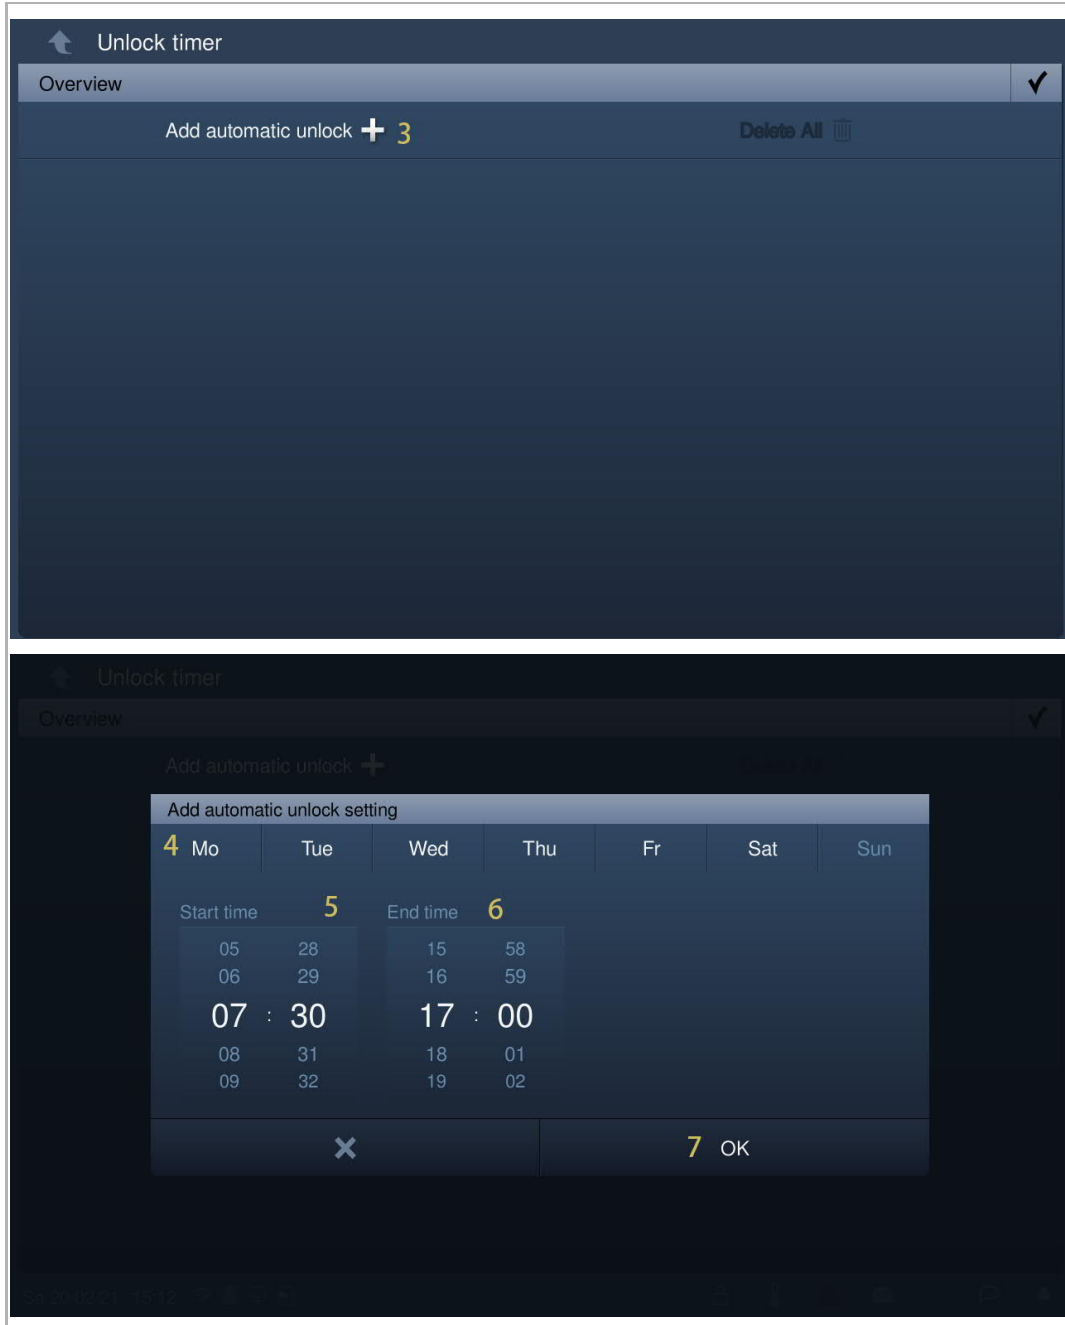 Unlock timer
Overview
Add automatic unlock 3 Delete All
Unlock timer
Overview
Add automatic unlock
Add automatic unlock setting
4 Mo Tue Wed Thu Fr Sat Sun
Start time 5 End time 6
05 28 15 58
06 29 16 59
07 : 30 17 : 00
08 31 18 01
09 32 19 02
7 OK